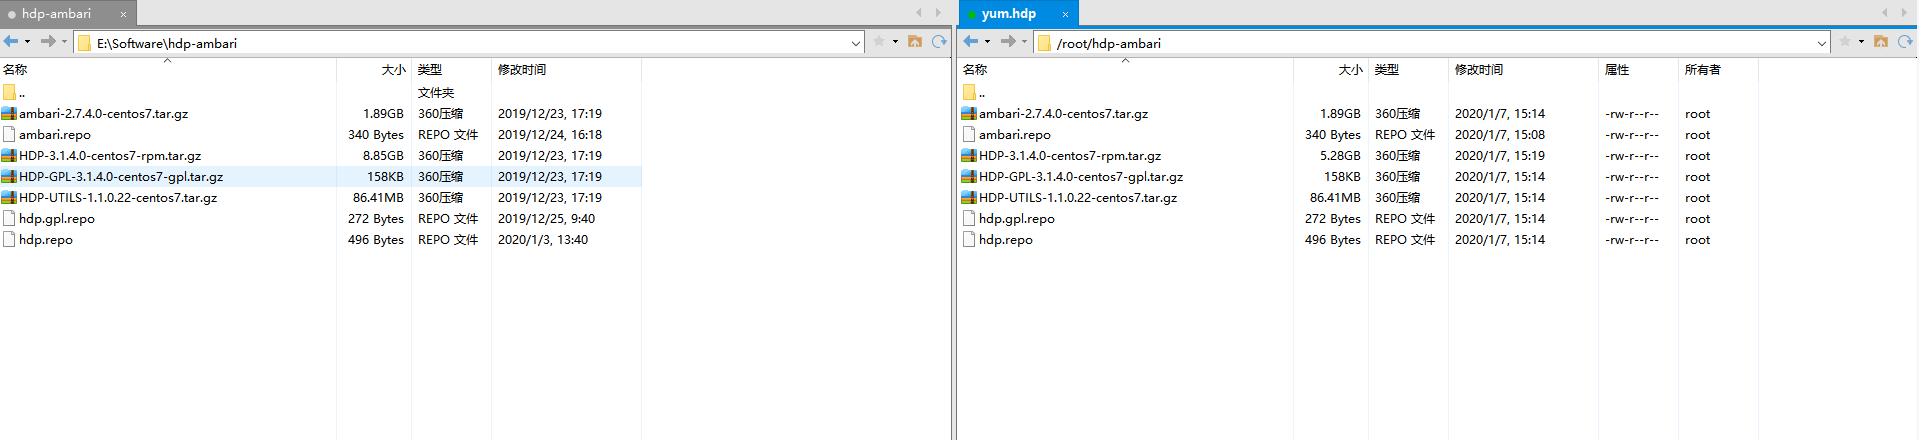 hdp-ambari ×
E:\Software\hdp-ambari
名称 大小 类型 修改时间
.. 文件夹
ambari-2.7.4.0-centos7.tar.gz 1.89GB 360压缩 2019/12/23, 17:19
ambari.repo 340 Bytes REPO 文件 2019/12/24, 16:18
HDP-3.1.4.0-centos7-rpm.tar.gz 8.85GB 360压缩 2019/12/23, 17:19
HDP-GPL-3.1.4.0-centos7-gpl.tar.gz 158KB 360压缩 2019/12/23, 17:19
HDP-UTILS-1.1.0.22-centos7.tar.gz 86.41MB 360压缩 2019/12/23, 17:19
hdp.gpl.repo 272 Bytes REPO 文件 2019/12/25, 9:40
hdp.repo 496 Bytes REPO 文件 2020/1/3, 13:40
yum.hdp ×
/root/hdp-ambari
名称 大小 类型 修改时间 属性 所有者
..
ambari-2.7.4.0-centos7.tar.gz 1.89GB 360压缩 2020/1/7, 15:14 -rw-r--r-- root
ambari.repo 340 Bytes REPO 文件 2020/1/7, 15:08 -rw-r--r-- root
HDP-3.1.4.0-centos7-rpm.tar.gz 5.28GB 360压缩 2020/1/7, 15:19 -rw-r--r-- root
HDP-GPL-3.1.4.0-centos7-gpl.tar.gz 158KB 360压缩 2020/1/7, 15:14 -rw-r--r-- root
HDP-UTILS-1.1.0.22-centos7.tar.gz 86.41MB 360压缩 2020/1/7, 15:14 -rw-r--r-- root
hdp.gpl.repo 272 Bytes REPO 文件 2020/1/7, 15:14 -rw-r--r-- root
hdp.repo 496 Bytes REPO 文件 2020/1/7, 15:14 -rw-r--r-- root